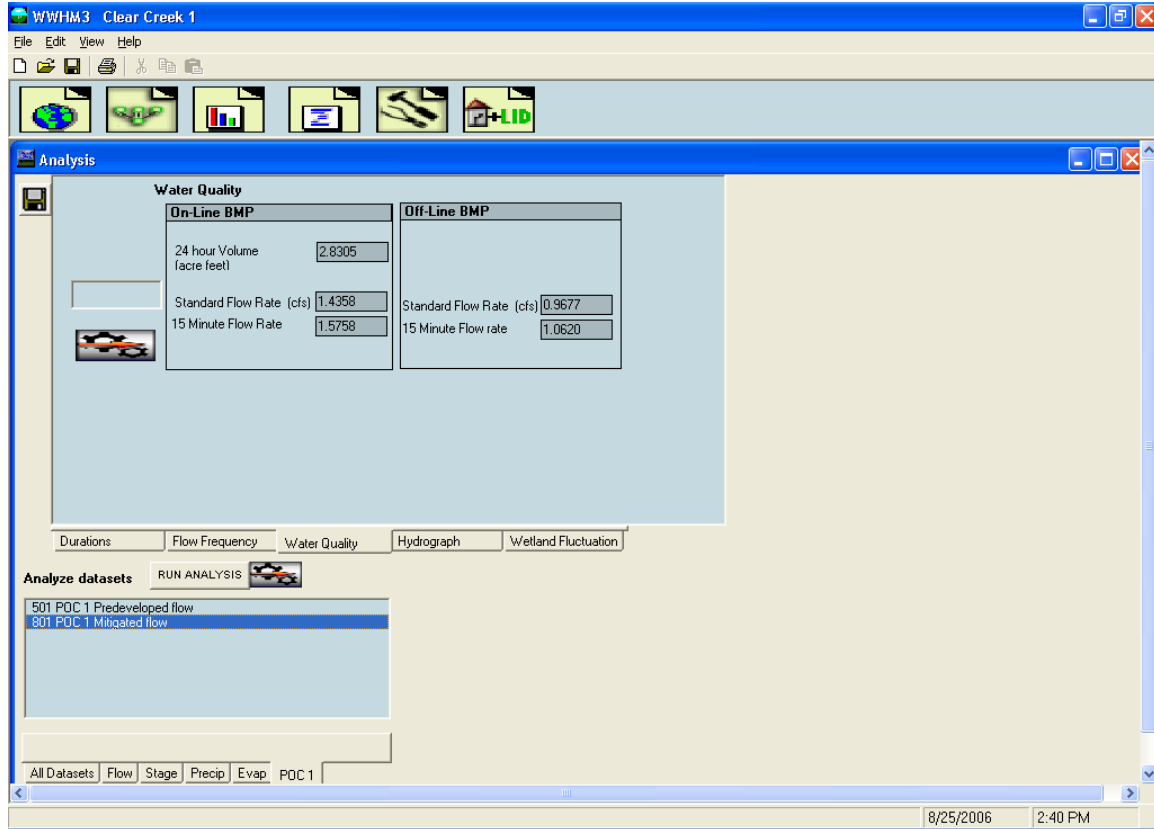 WWHM3 Clear Creek 1
File Edit View Help
+LID
Analysis
Water Quality
On-Line BMP
24 hour Volume 2.8305
(acre feet)
Standard Flow Rate (cfs) 1.4358
15 Minute Flow Rate 1.5758
Off-Line BMP
Standard Flow Rate (cfs) 0.9677
15 Minute Flow rate 1.0620
Durations Flow Frequency Water Quality Hydrograph Wetland Fluctuation
Analyze datasets RUN ANALYSIS
501 POC 1 Predeveloped flow
801 POC 1 Mitigated flow
All Datasets Flow Stage Precip Evap POC 1
8/25/2006 2:40 PM